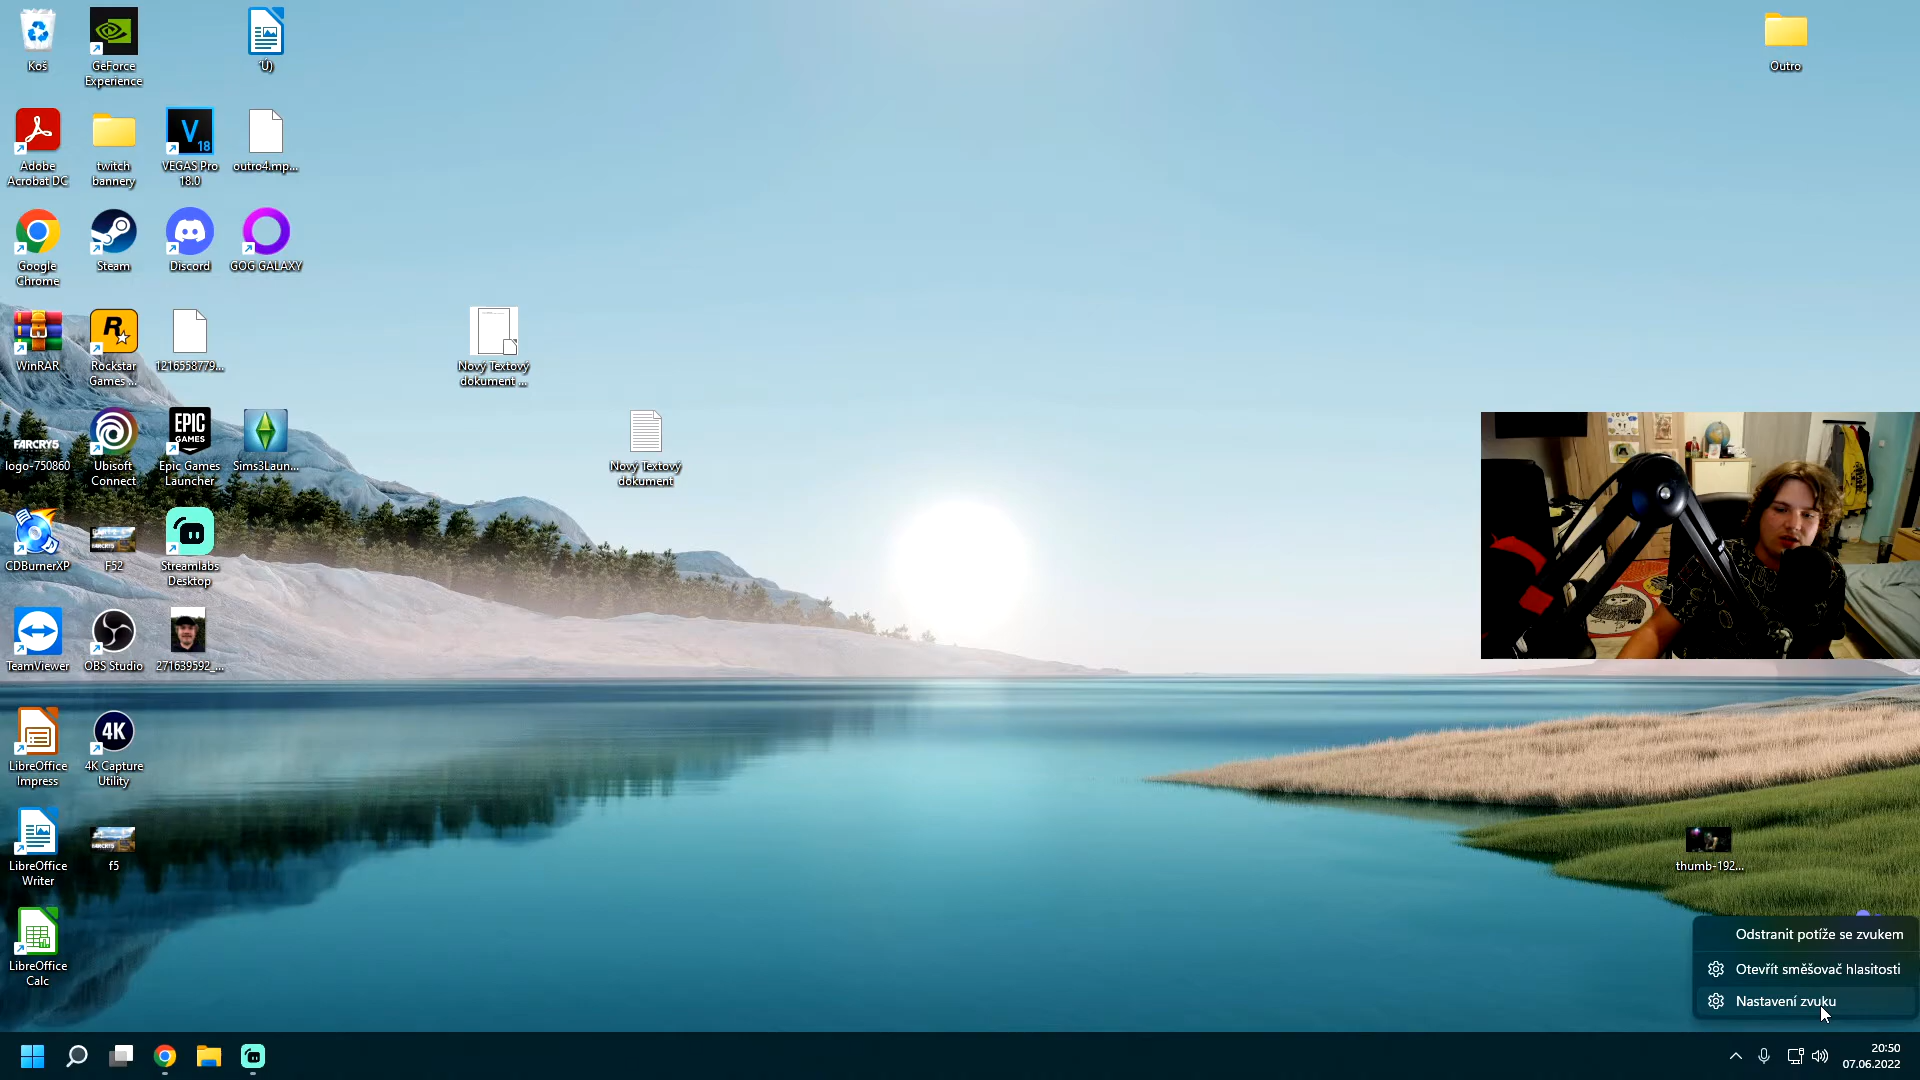 Koš
GeForce
Experience
Ú)
Outro
Adobe
Acrobat DC
twitch
bannery
V
18
VEGAS Pro
18.0
outro4.mp...
Google
Chrome
Steam
Discord
GOG GALAXY
WinRAR
R
Rockstar
Games ...
1216558779...
Nový Textový
dokument ...
FARCRY5
logo-750860
Ubisoft
Connect
EPIC
GAMES
Epic Games
Launcher
Sims3Laun...
Nový Textový
dokument
CDBurnerXP
F52
Streamlabs
Desktop
TeamViewer
OBS Studio
271639592_...
LibreOffice
Impress
4K
4K Capture
Utility
LibreOffice
Writer
f5
thumb-192...
LibreOffice
Calc
Odstranit potíže se zvukem
Otevřít směšovač hlasitosti
Nastavení zvuku
20:50
07.06.2022